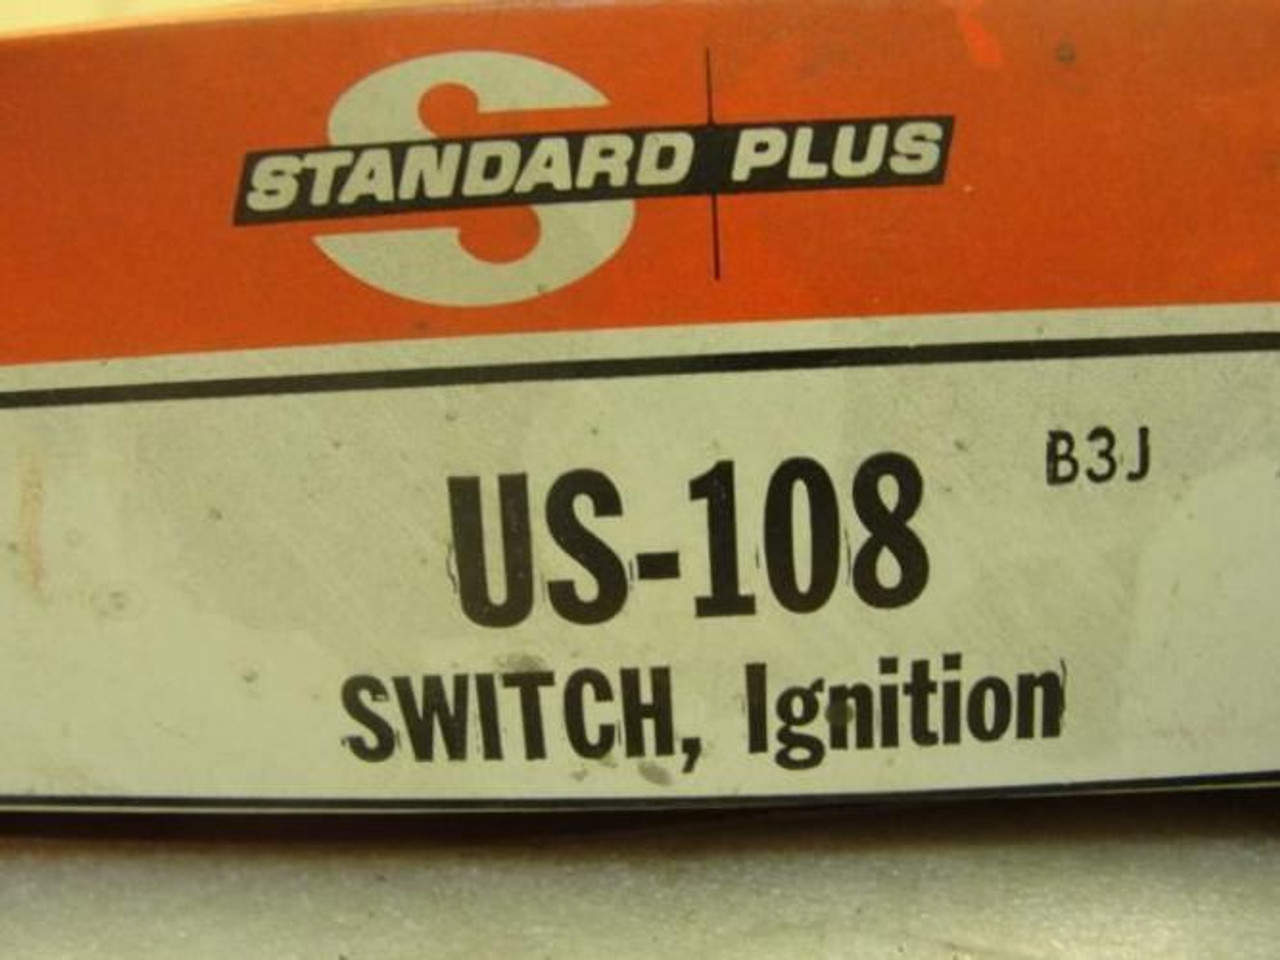 STANDARD PLUS
B3J
US-108
SWITCH, Ignition